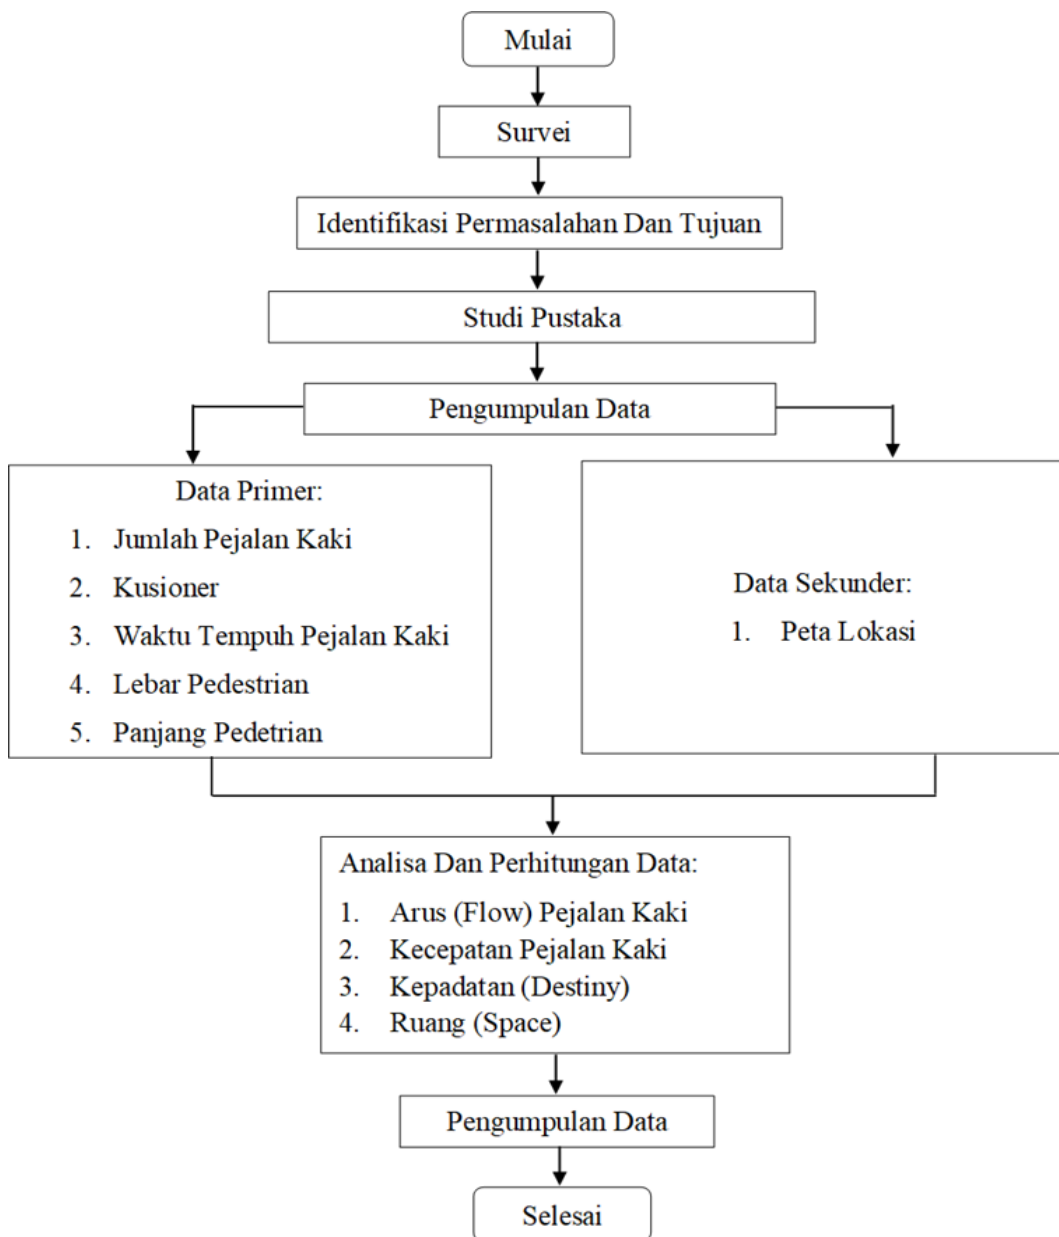 Mulai
Survei
Identifikasi Permasalahan Dan Tujuan
Studi Pustaka
Pengumpulan Data
Data Primer:
1. Jumlah Pejalan Kaki
2. Kusioner
3. Waktu Tempuh Pejalan Kaki
4. Lebar Pedestrian
5. Panjang Pedetrian
Data Sekunder:
1. Peta Lokasi
Analisa Dan Perhitungan Data:
1. Arus (Flow) Pejalan Kaki
2. Kecepatan Pejalan Kaki
3. Kepadatan (Destiny)
4. Ruang (Space)
Pengumpulan Data
Selesai